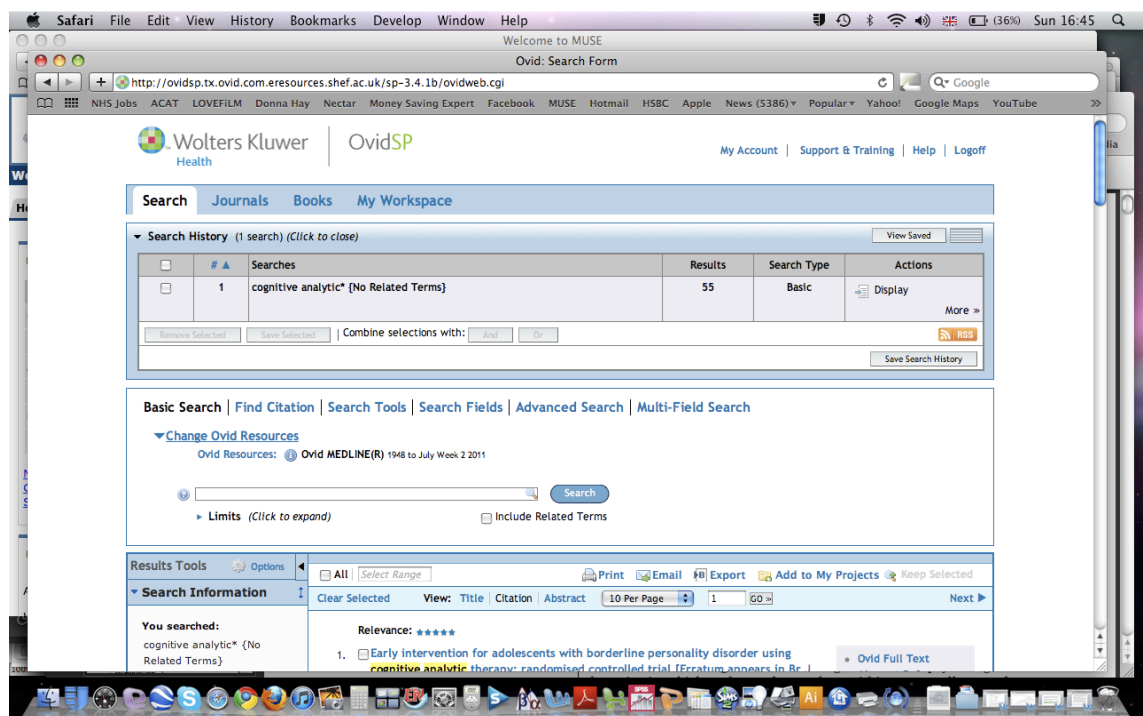 Safari File Edit View History Bookmarks Develop Window Help (36%) Sun 16:45
Welcome to MUSE
Ovid: Search Form
http://ovidsp.tx.ovid.com.eresources.shef.ac.uk/sp-3.4.1b/ovidweb.cgi Google
NHS Jobs ACAT LOVEFiLM Donna Hay Nectar Money Saving Expert Facebook MUSE Hotmail HSBC Apple News (5386) Popular Yahoo! Google Maps YouTube »
Wolters Kluwer OvidSP
Health
My Account | Support & Training | Help | Logoff
Search Journals Books My Workspace
Search History (1 search) (Click to close) View Saved
# ▲ Searches Results Search Type Actions
1 cognitive analytic* {No Related Terms} 55 Basic Display
More »
Remove Selected Save Selected | Combine selections with: And Or RSS
Save Search History
Basic Search | Find Citation | Search Tools | Search Fields | Advanced Search | Multi-Field Search
Change Ovid Resources
Ovid Resources: Ovid MEDLINE(R) 1948 to July Week 2 2011
Search
Limits (Click to expand) Include Related Terms
Results Tools Options
All Select Range Print Email Export Add to My Projects Keep Selected
Search Information
Clear Selected View: Title | Citation | Abstract 10 Per Page 1 GO » Next
You searched:
cognitive analytic* {No
Related Terms}
Relevance: ★★★★★
1. Early intervention for adolescents with borderline personality disorder using
cognitive analytic therapy: randomised controlled trial [Erratum appears in Br J
Ovid Full Text